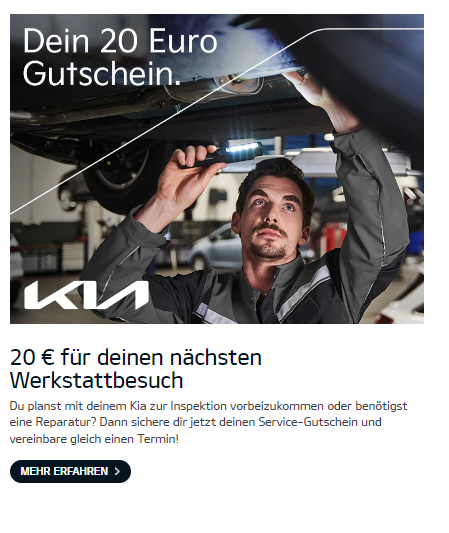 Dein 20 Euro
Gutschein.
KIA
20 € für deinen nächsten
Werkstattbesuch
Du planst mit deinem Kia zur Inspektion vorbeizukommen oder benötigst
eine Reparatur? Dann sichere dir jetzt deinen Service-Gutschein und
vereinbare gleich einen Termin!
MEHR ERFAHREN